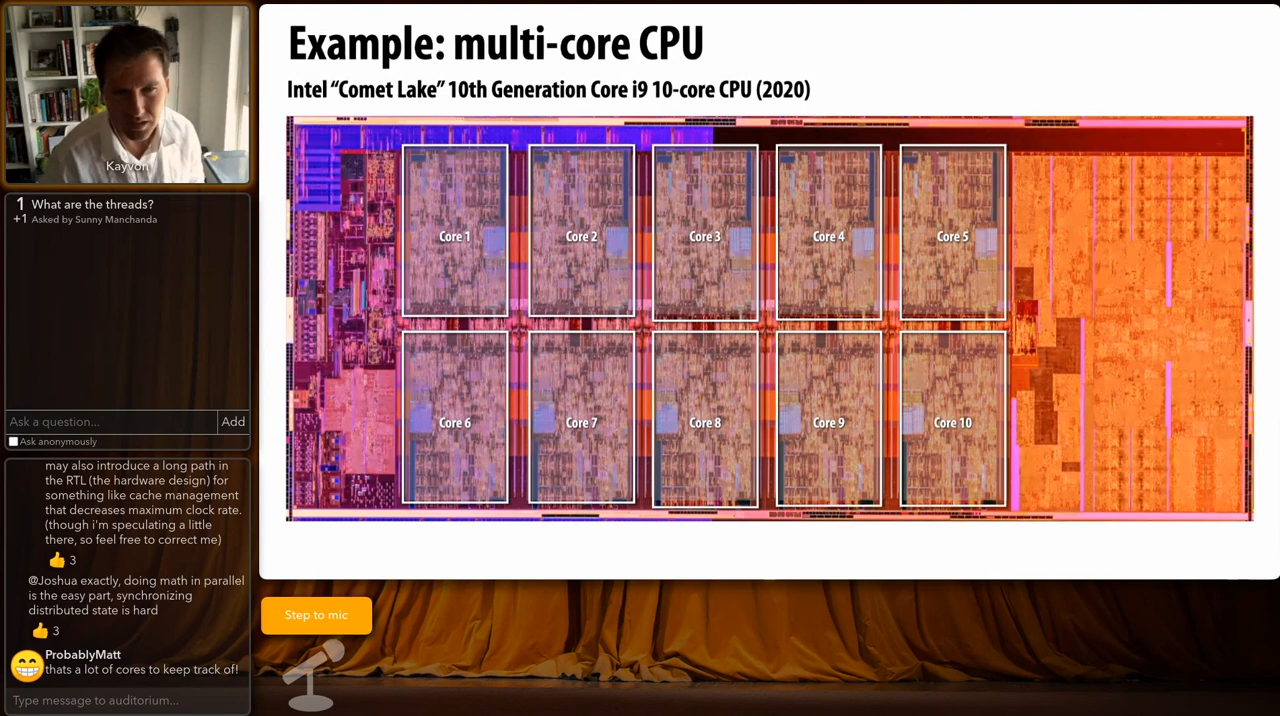 Kayvon
1 What are the threads?
+1 Asked by Sunny Manchanda
Ask a question...
Add
Ask anonymously
may also introduce a long path in
the RTL (the hardware design) for
something like cache management
that decreases maximum clock rate.
(though i'm speculating a little
there, so feel free to correct me)
👍 3
@Joshua exactly, doing math in parallel
is the easy part, synchronizing
distributed state is hard
👍 3
ProbablyMatt
thats a lot of cores to keep track of!
Type message to auditorium...
Example: multi-core CPU
Intel “Comet Lake” 10th Generation Core i9 10-core CPU (2020)
Core 1
Core 2
Core 3
Core 4
Core 5
Core 6
Core 7
Core 8
Core 9
Core 10
Step to mic